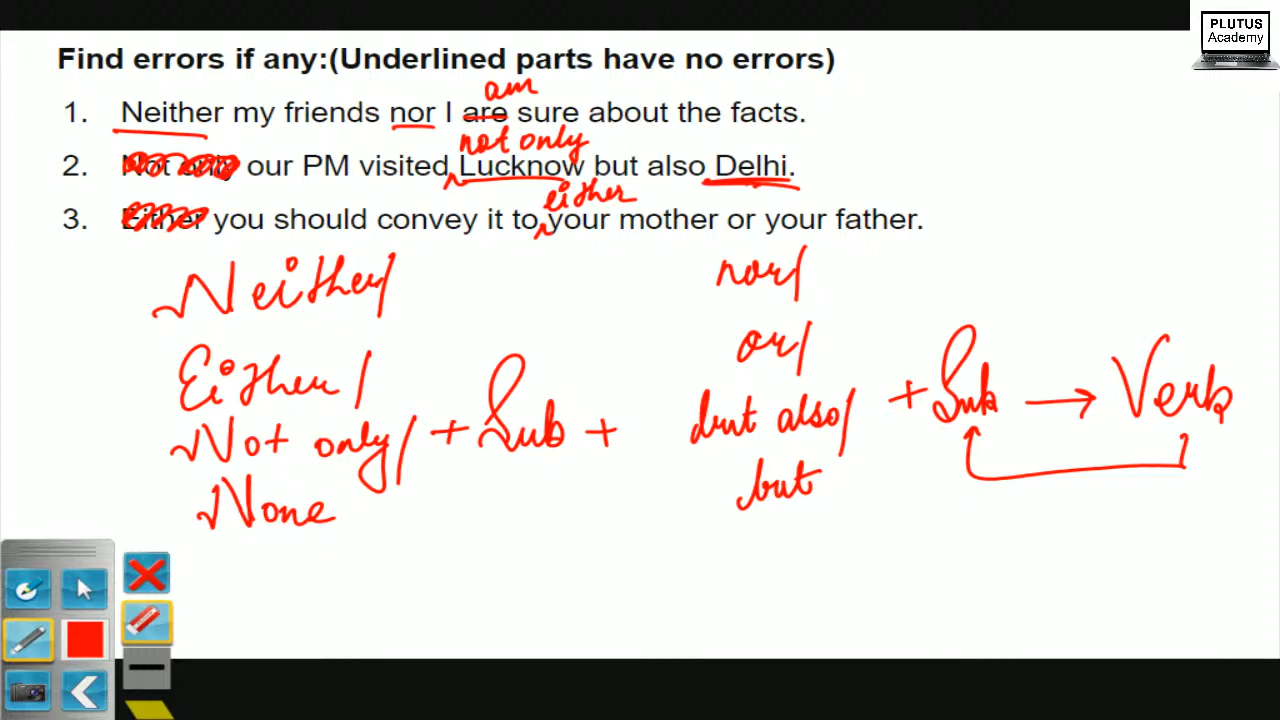 PLUTUS
Academy
Find errors if any:(Underlined parts have no errors)
am
1. Neither my friends nor I are sure about the facts.
not only
2. Not only our PM visited Lucknow but also Delhi.
either
3. Either you should convey it to your mother or your father.
Neither/ nor/
Either/ or/
Not only/ + Sub + but also/ + Sub → Verb
None but